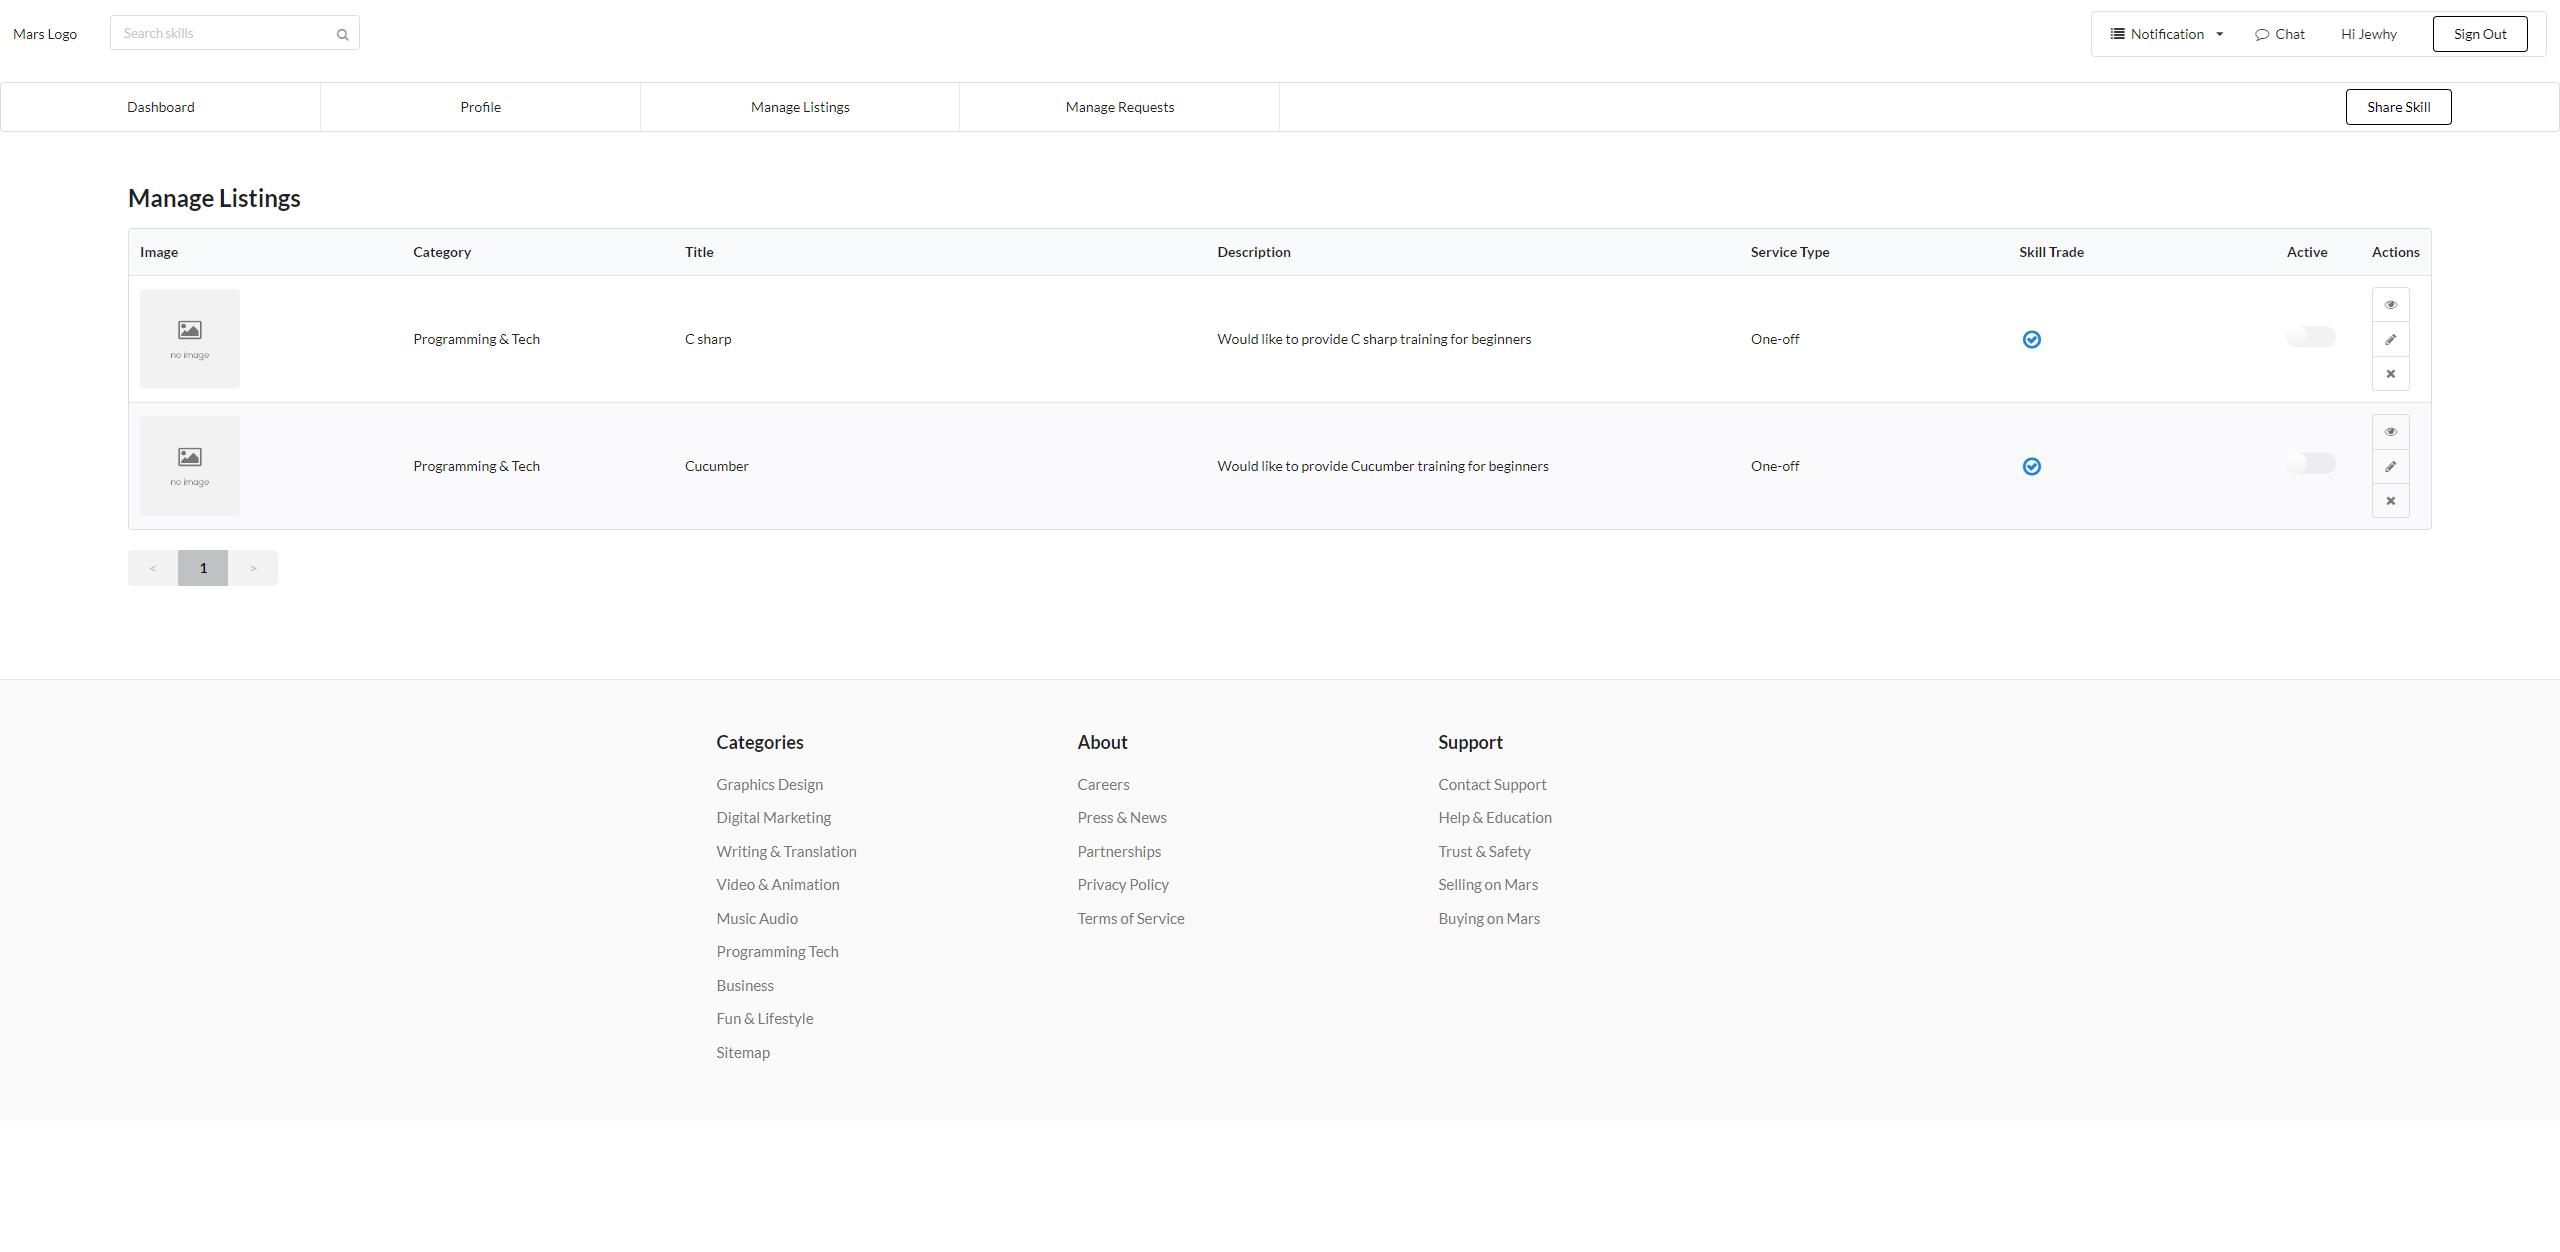 Mars Logo
Search skills
Notification
Chat
Hi Jewhy
Sign Out
Dashboard
Profile
Manage Listings
Manage Requests
Share Skill
Manage Listings
Image Category Title Description Service Type Skill Trade Active Actions
no image
Programming & Tech C sharp Would like to provide C sharp training for beginners One-off
no image
Programming & Tech Cucumber Would like to provide Cucumber training for beginners One-off
< 1 >
Categories
Graphics Design
Digital Marketing
Writing & Translation
Video & Animation
Music Audio
Programming Tech
Business
Fun & Lifestyle
Sitemap
About
Careers
Press & News
Partnerships
Privacy Policy
Terms of Service
Support
Contact Support
Help & Education
Trust & Safety
Selling on Mars
Buying on Mars